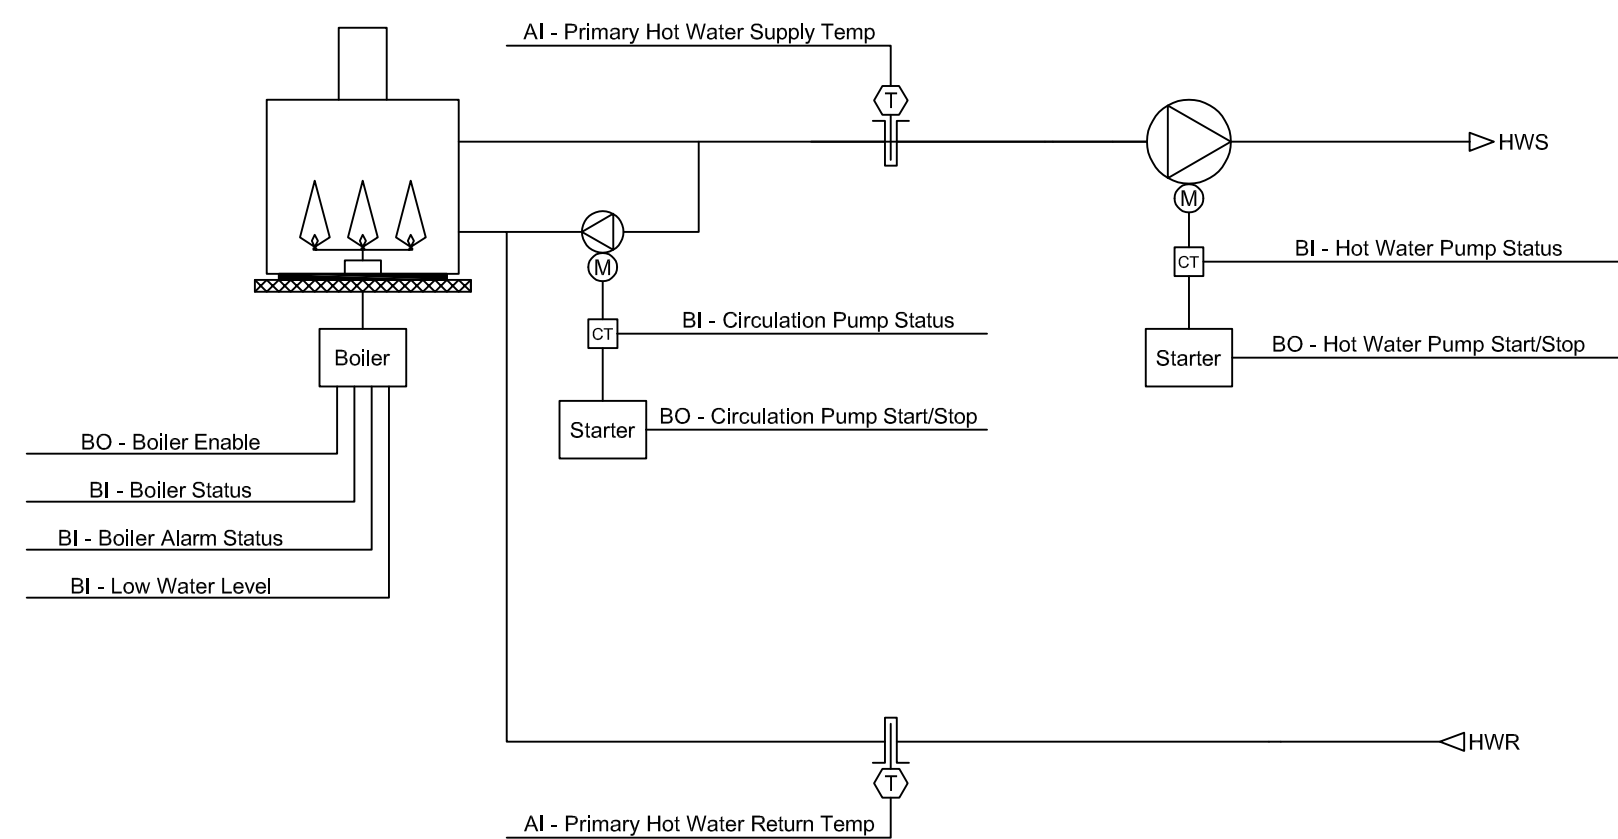 AI - Primary Hot Water Supply Temp
T
HWS
M
M
BI - Hot Water Pump Status
CT
BI - Circulation Pump Status
CT
Boiler
BO - Hot Water Pump Start/Stop
Starter
BO - Circulation Pump Start/Stop
Starter
BO - Boiler Enable
BI - Boiler Status
BI - Boiler Alarm Status
BI - Low Water Level
HWR
T
AI - Primary Hot Water Return Temp